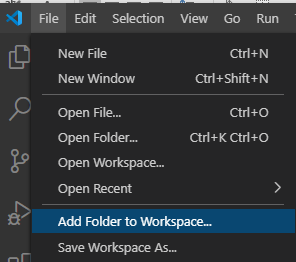 File Edit Selection View Go Run
New File Ctrl+N
New Window Ctrl+Shift+N
Open File... Ctrl+O
Open Folder... Ctrl+K Ctrl+O
Open Workspace...
Open Recent
Add Folder to Workspace...
Save Workspace As...